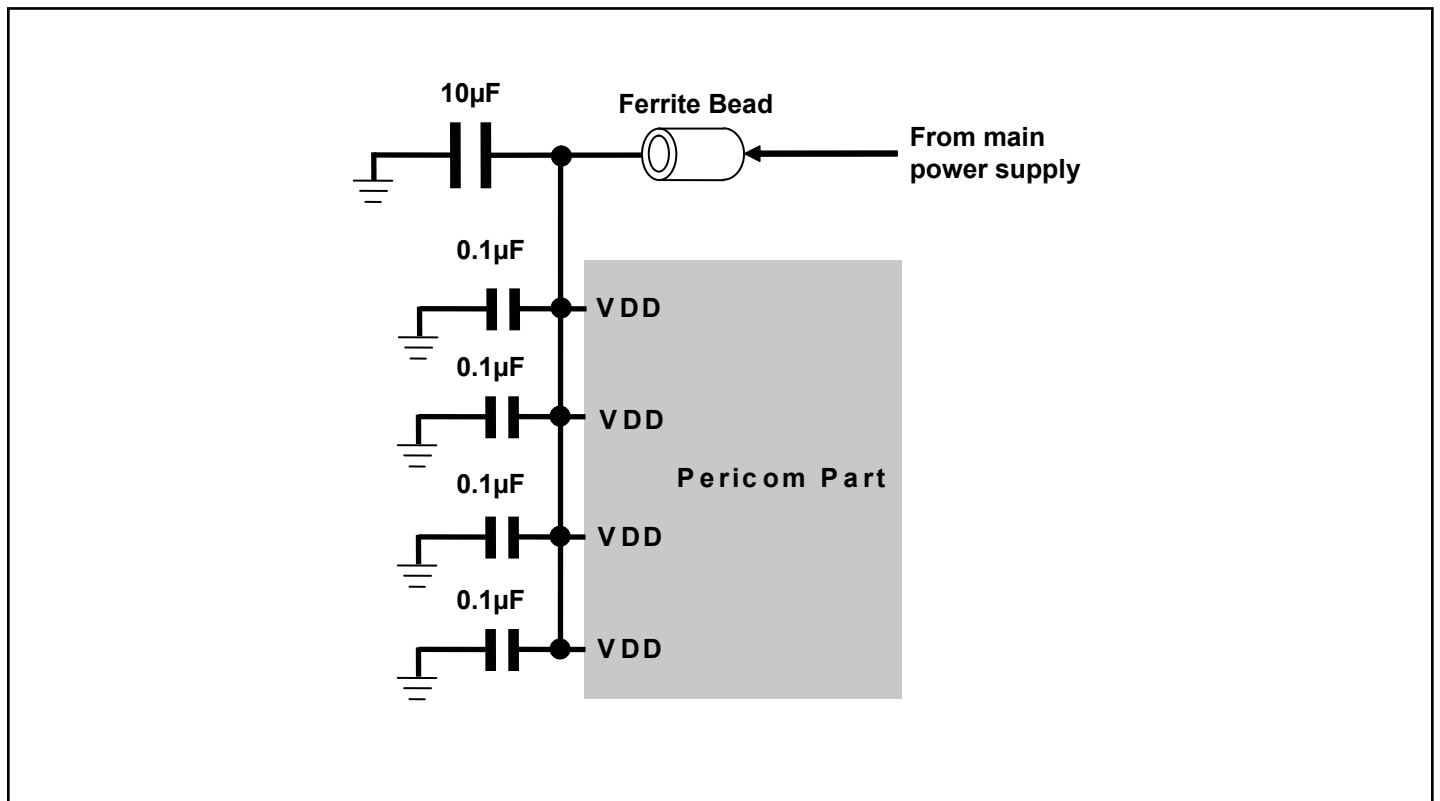 10µF
Ferrite Bead
From main
power supply
0.1µF
VDD
0.1µF
VDD
Pericom Part
0.1µF
VDD
0.1µF
VDD